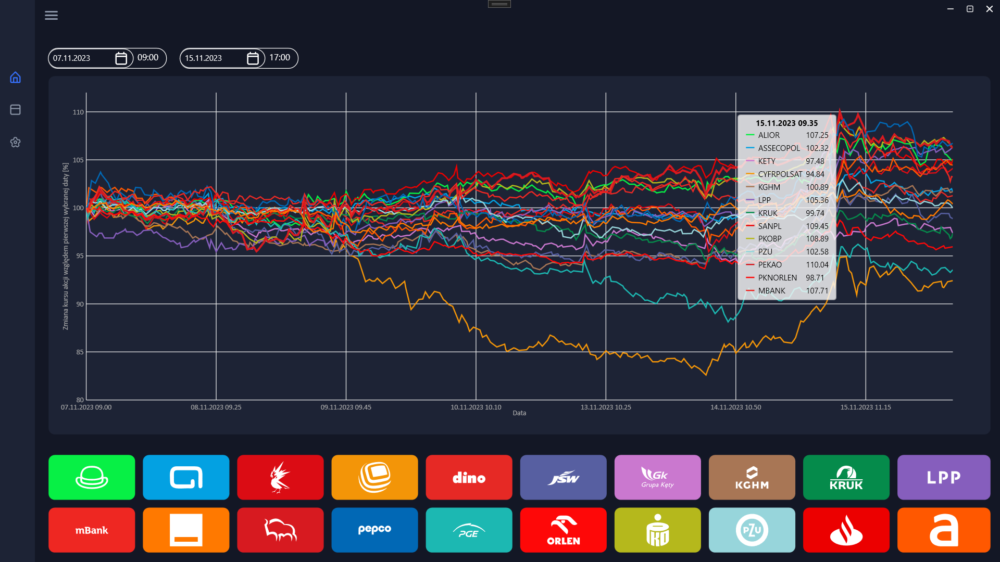 07.11.2023 09:00 15.11.2023 17:00
110
105
100
95
90
85
80
Zmiana kursu akcji względem pierwszej wybranej daty [%]
15.11.2023 09.35
ALIOR 107.25
ASSECOPOL 102.32
KETY 97.48
CYFRPOLSAT 94.84
KGHM 100.89
LPP 105.36
KRUK 99.74
SANPL 109.45
PKOBP 108.89
PZU 102.58
PEKAO 110.04
PKNORLEN 98.71
MBANK 107.71
07.11.2023 09.00 08.11.2023 09.25 09.11.2023 09.45 10.11.2023 10.10 13.11.2023 10.25 14.11.2023 10.50 15.11.2023 11.15
Data
dino JSW Gk Grupa Kęty KGHM KRUK LPP
mBank pepco PGE ORLEN PKO PZU a